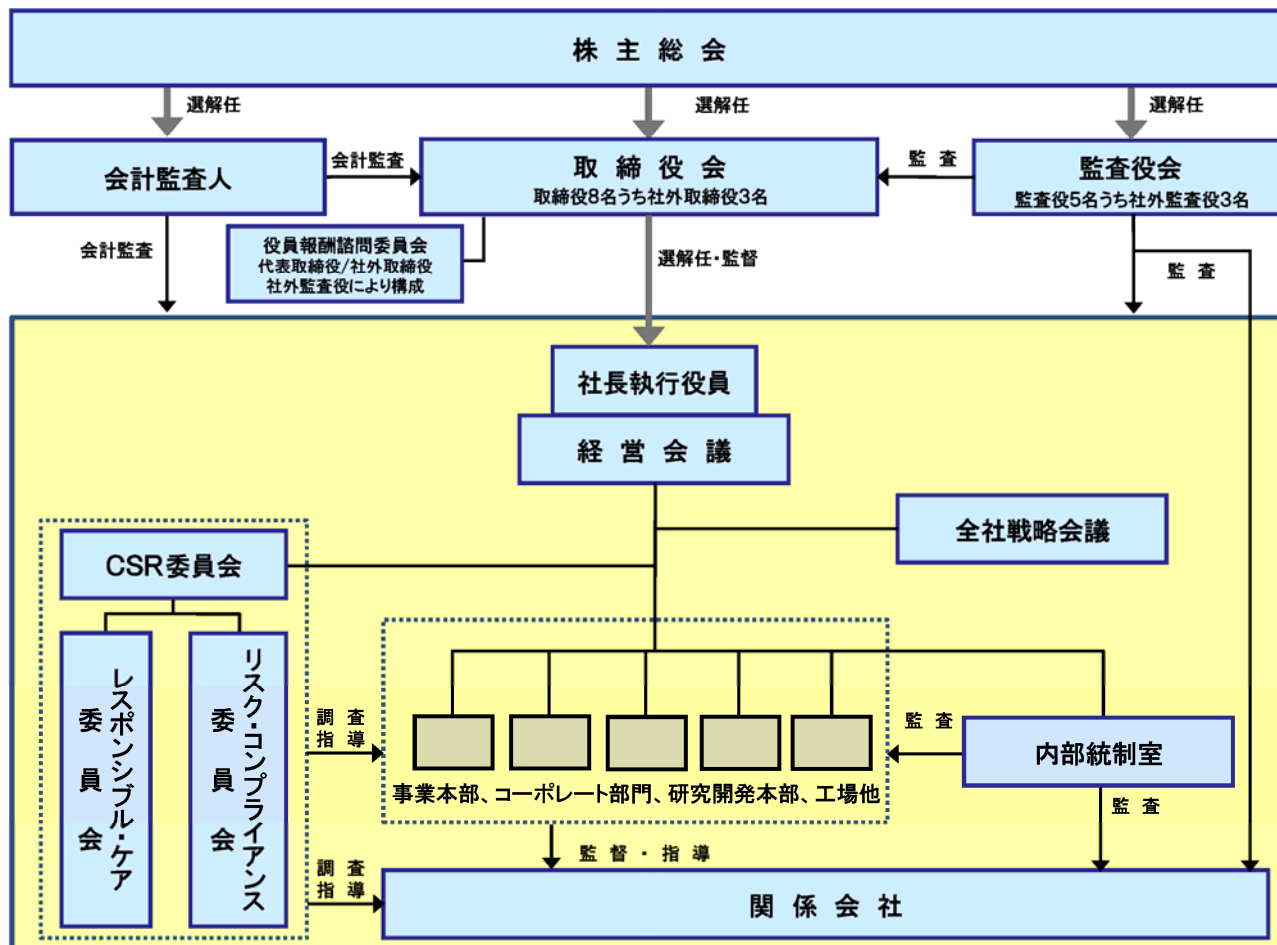 株主総会
選解任
選解任
選解任
会計監査人
会計監査
取締役会
取締役8名うち社外取締役3名
監査
監査役会
監査役5名うち社外監査役3名
会計監査
役員報酬諮問委員会
代表取締役/社外取締役
社外監査役により構成
選解任・監督
監査
社長執行役員
経営会議
全社戦略会議
CSR委員会
レスポンシブル・ケア
委員会
リスク・コンプライアンス
委員会
調査
指導
監査
内部統制室
事業本部、コーポレート部門、研究開発本部、工場他
監査
監督・指導
調査
指導
関係会社